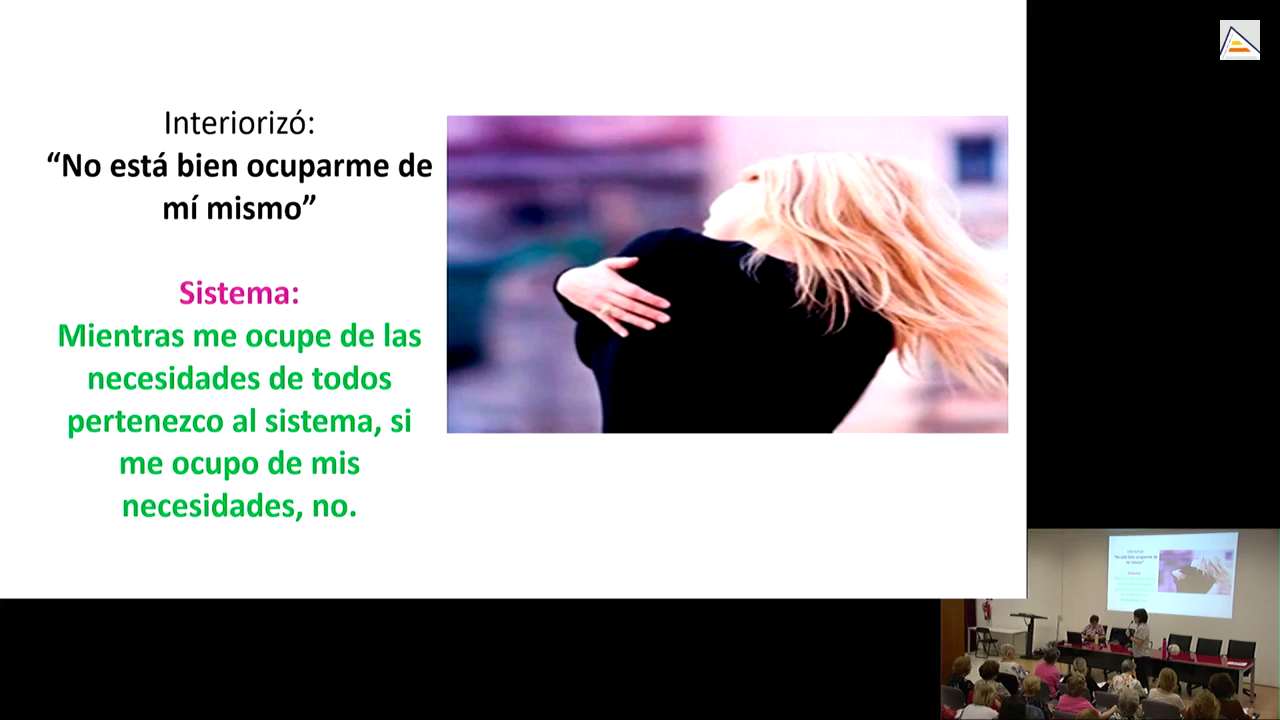 Interiorizó:
“No está bien ocuparme de
mí mismo”
Sistema:
Mientras me ocupe de las
necesidades de todos
pertenezco al sistema, si
me ocupo de mis
necesidades, no.